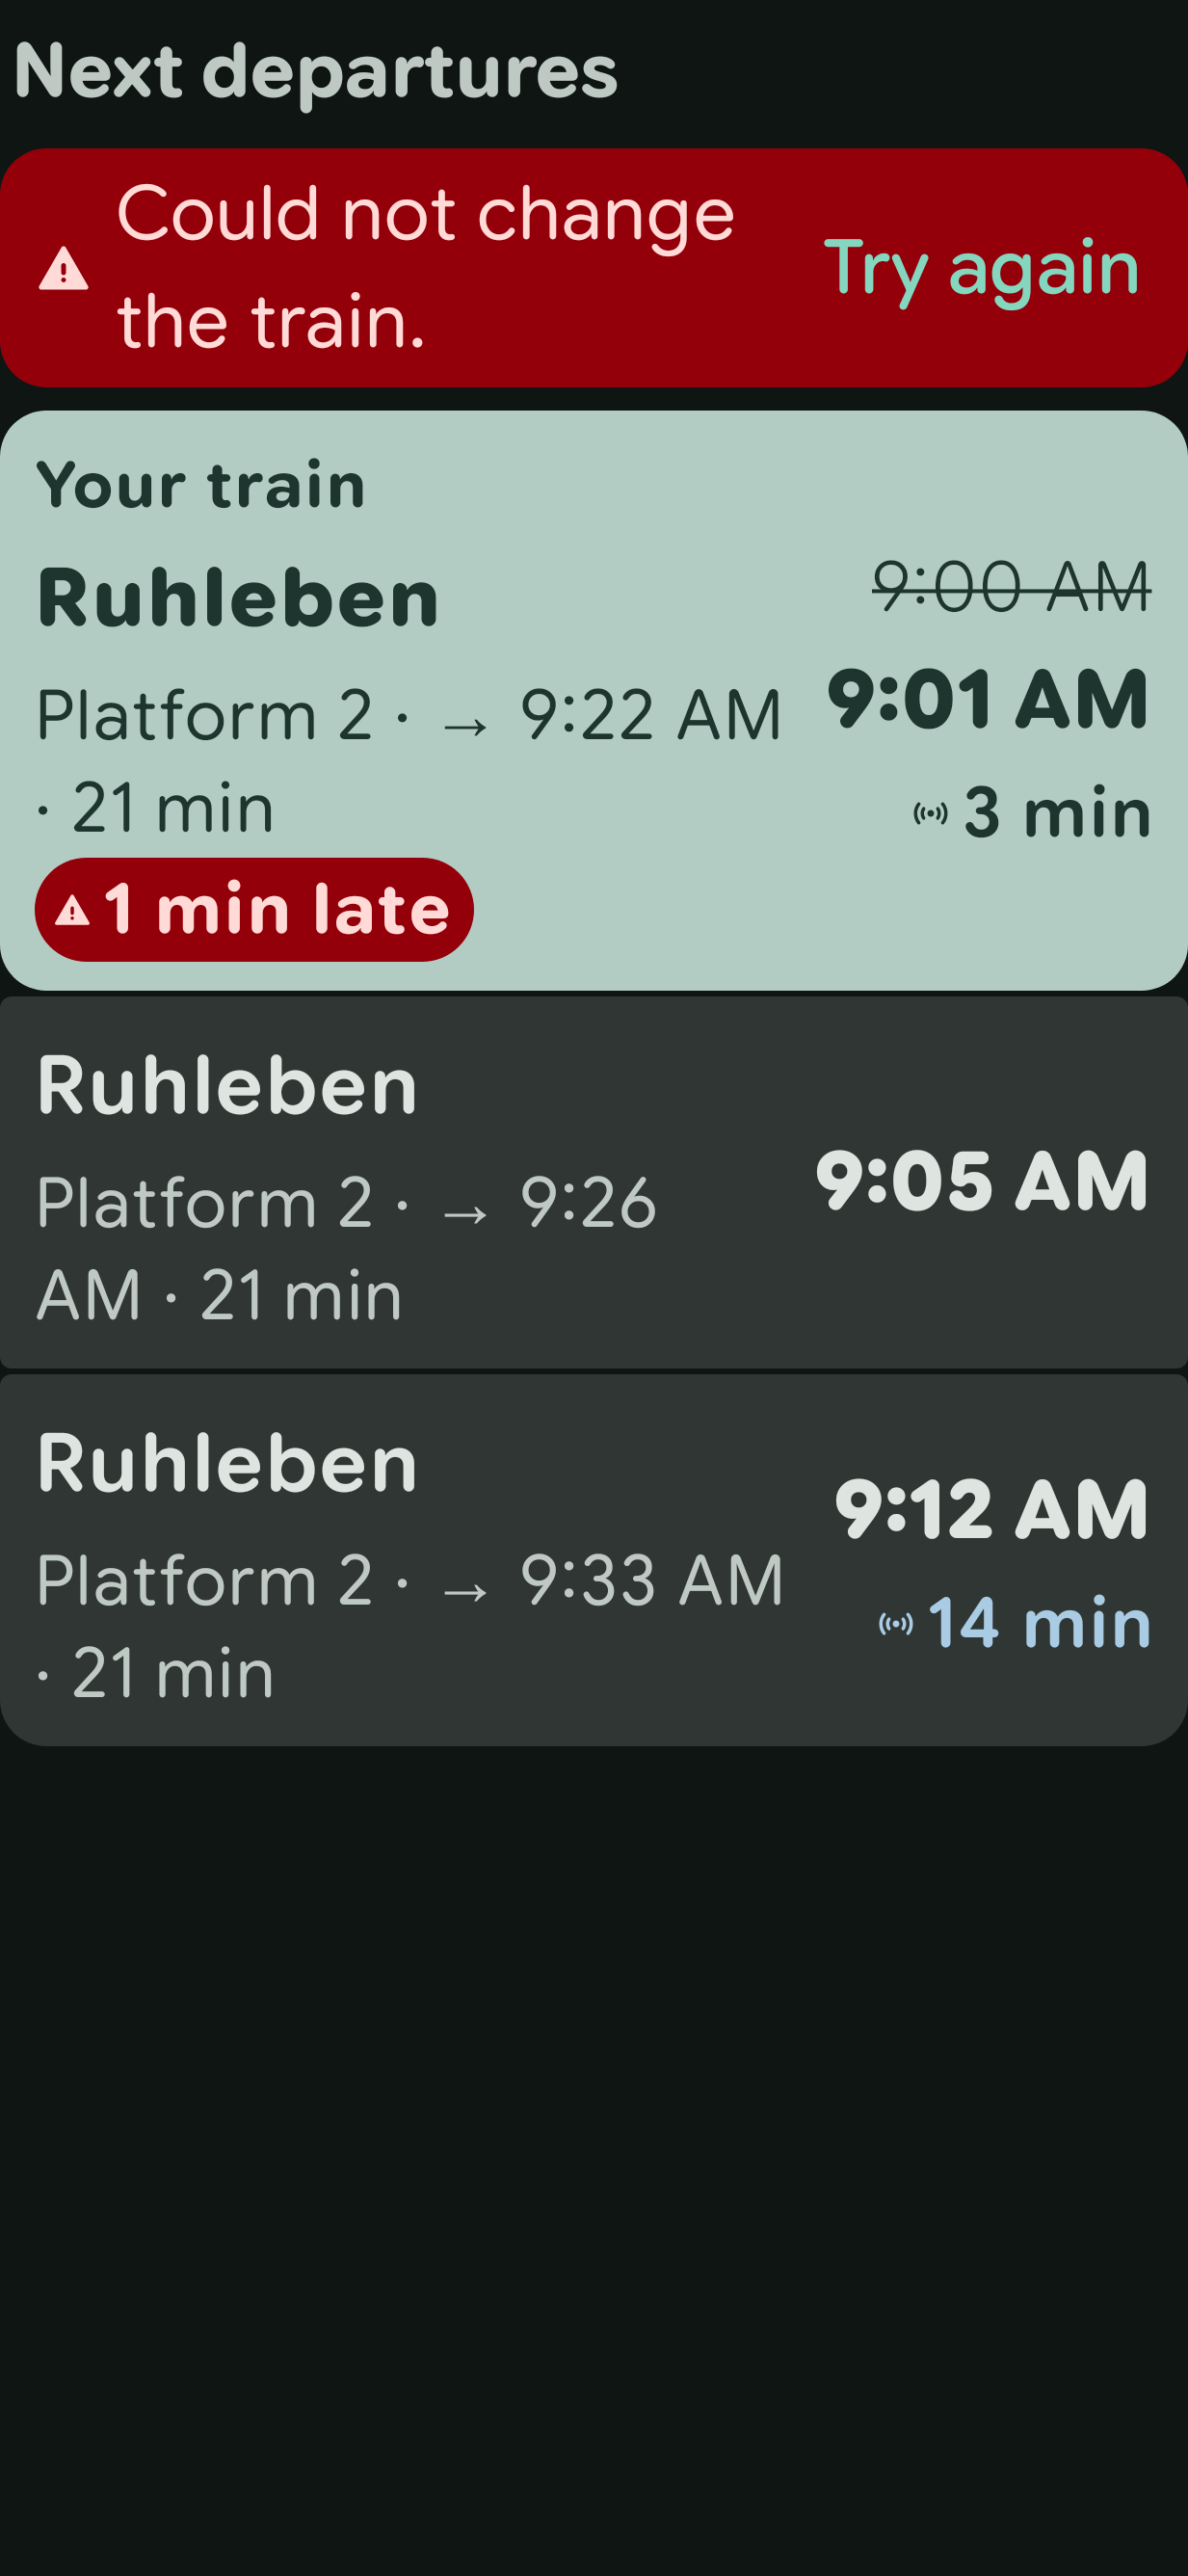 Next departures
Could not change
the train.
Try again
Your train
Ruhleben
9:00 AM
9:01 AM
Platform 2 · → 9:22 AM
· 21 min
3 min
1 min late
Ruhleben
9:05 AM
Platform 2 · → 9:26
AM · 21 min
Ruhleben
9:12 AM
Platform 2 · → 9:33 AM
· 21 min
14 min